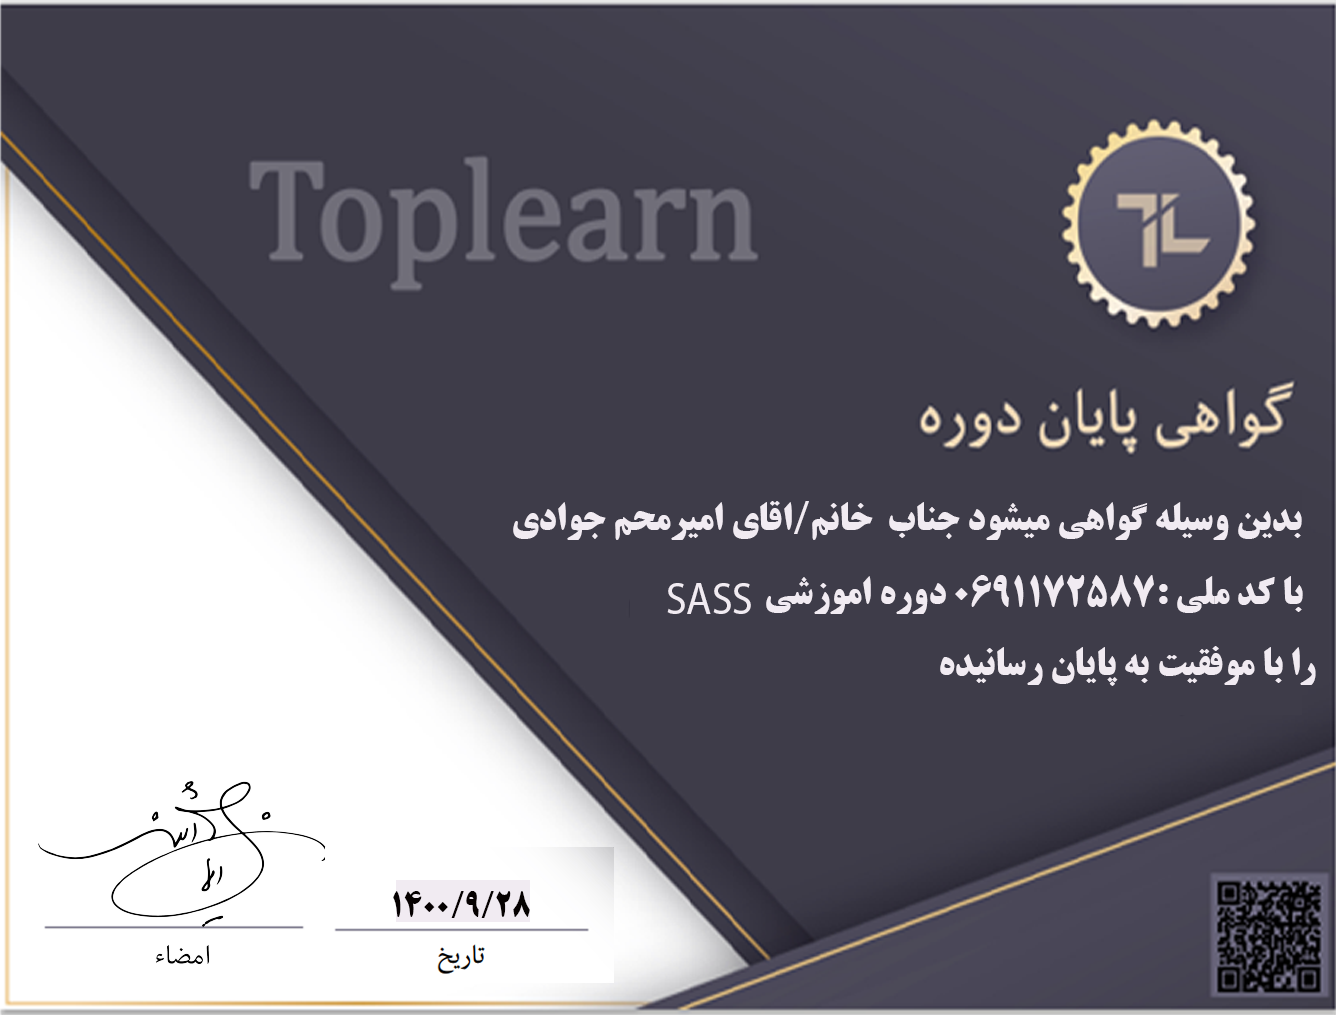 Toplearn
TL
گواهی پایان دوره
بدین وسیله گواهی میشود جناب خانم/اقای امیرمحم جوادی
با کد ملی :۰۶۹۱۱۷۲۵۸۷ دوره اموزشی SASS
را با موفقیت به پایان رسانیده
۱۴۰۰/۹/۲۸
امضاء
تاریخ